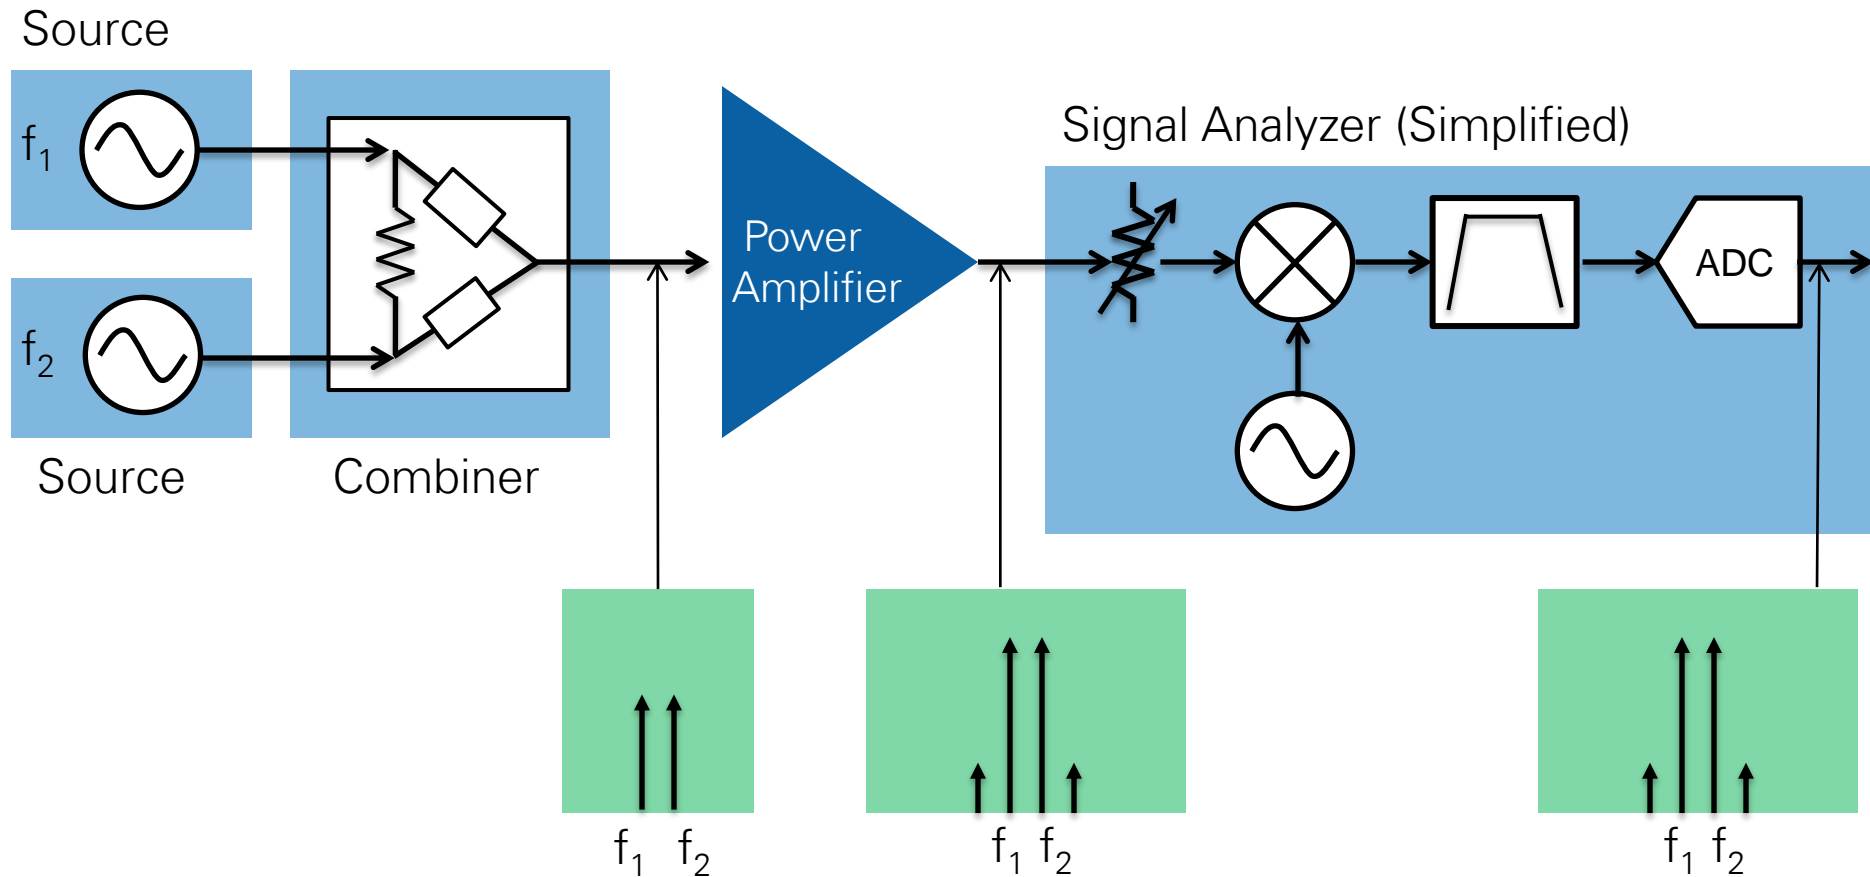 Source
f₁
f₂
Source
Combiner
Power
Amplifier
Signal Analyzer (Simplified)
ADC
f₁ f₂
f₁ f₂
f₁ f₂